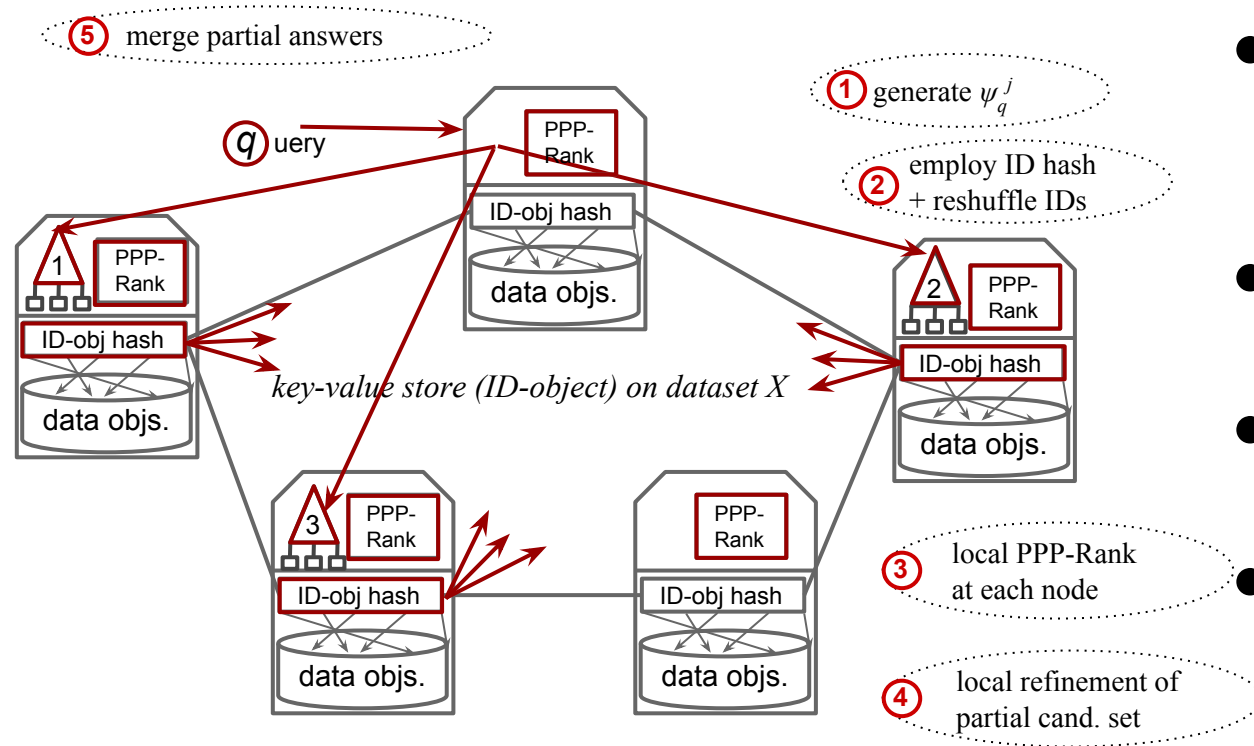 5 merge partial answers
1 generate ψ_q^j
2 employ ID hash
+ reshuffle IDs
q uery
PPP-
Rank
ID-obj hash
data objs.
1
PPP-
Rank
ID-obj hash
data objs.
2
PPP-
Rank
ID-obj hash
data objs.
key-value store (ID-object) on dataset X
3
PPP-
Rank
ID-obj hash
data objs.
PPP-
Rank
ID-obj hash
data objs.
3 local PPP-Rank
at each node
4 local refinement of
partial cand. set